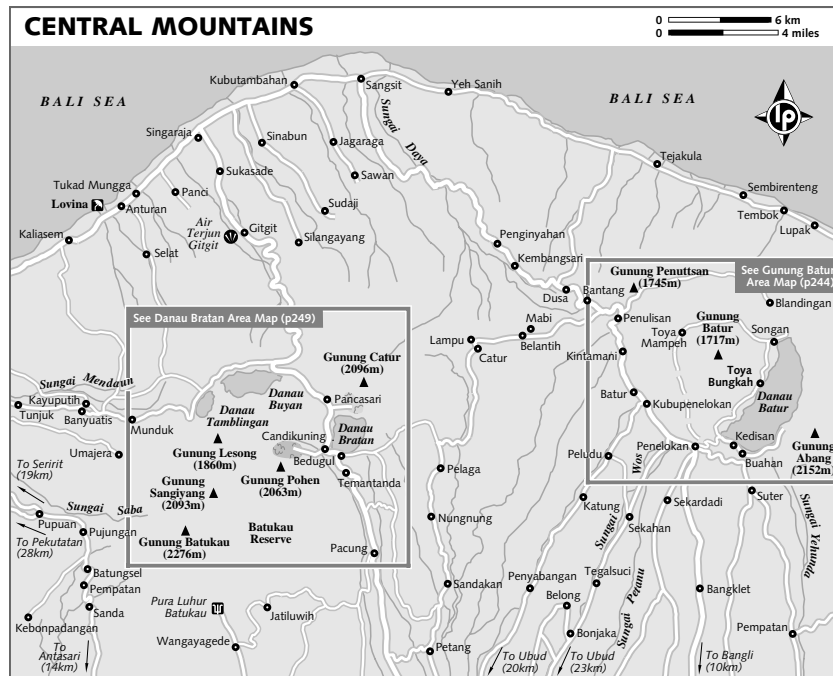 CENTRAL MOUNTAINS
0 6 km
0 4 miles
BALI SEA
BALI SEA
lp
Kubutambahan
Sangsit
Yeh Sanih
Singaraja
Sinabun
Jagaraga
Sungai Daya
Tejakula
Sukasade
Sawan
Tukad Mungga
Panci
Sembirenteng
Lovina
Anturan
Sudaji
Tembok
Air
Terjun
Gitgit
Gitgit
Lupak
Kaliasem
Selat
Silangayang
Penginyahan
Kembangsari
Gunung Penuttsan
(1745m)
See Gunung Batur
Area Map (p244)
Dusa
Bantang
Blandingan
See Danau Bratan Area Map (p249)
Mabi
Penulisan
Gunung
Batur
(1717m)
Toya
Mampeh
Songan
Lampu
Catur
Belantih
Kintamani
Gunung Catur
(2096m)
Toya
Bungkah
Sungai Mendaun
Danau
Buyan
Pancasari
Batur
Kubupenelokan
Danau
Batur
Kayuputih
Tunjuk
Banyuatis
Munduk
Danau
Tamblingan
Danau
Bratan
Candikuning
Gunung Lesong
(1860m)
Bedugul
Penelokan
Kedisan
Buahan
Gunung
Abang
(2152m)
Umajera
Gunung Pohen
(2063m)
Temantanda
Pelaga
Peludu
Sungai Wos
To Seririt
(19km)
Gunung
Sangiyang
(2093m)
Katung
Sekardadi
Suter
Sungai Saba
Pupuan
Pujungan
Batukau
Reserve
Nungnung
Sekahan
Sungai Yehunda
To Pekutatan
(28km)
Gunung Batukau
(2276m)
Pacung
Batungsel
Pempatan
Sandakan
Penyabangan
Tegalsuci
Bangklet
Sungai Petanu
Sanda
Pura Luhur
Batukau
Jatiluwih
Belong
Kebonpadangan
Wangayagede
Bonjaka
Pempatan
To
Antasari
(14km)
Petang
To Ubud
(20km)
To Ubud
(23km)
To Bangli
(10km)